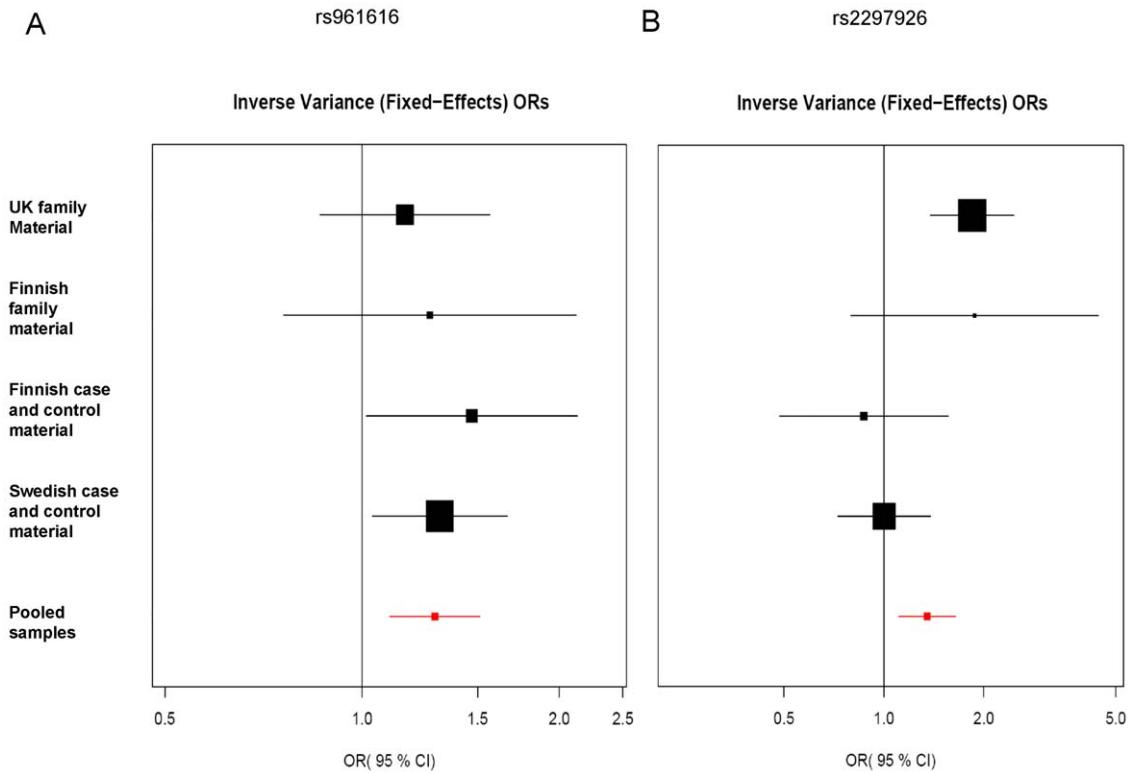 A
rs961616
B
rs2297926
Inverse Variance (Fixed−Effects) ORs
Inverse Variance (Fixed−Effects) ORs
UK family
Material
Finnish
family
material
Finnish case
and control
material
Swedish case
and control
material
Pooled
samples
0.5
1.0
1.5
2.0
2.5
0.5
1.0
2.0
5.0
OR( 95 % CI)
OR( 95 % CI)